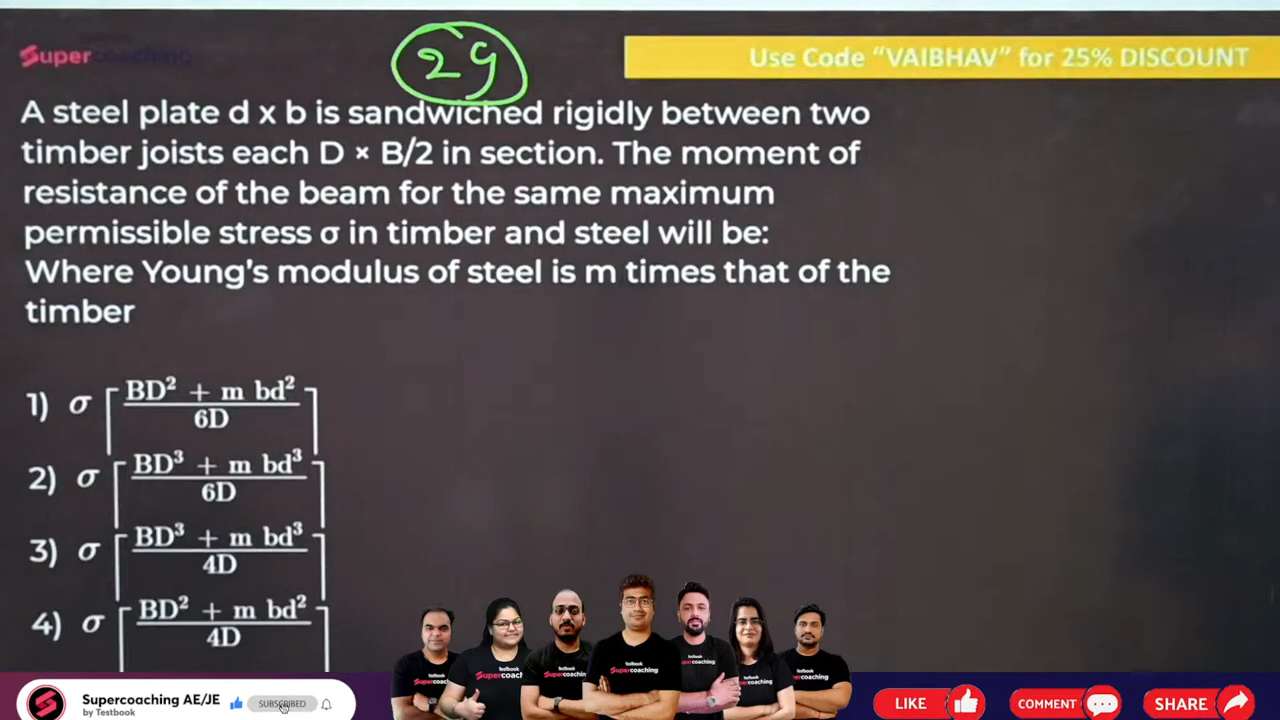 Supercoaching
29
Use Code “VAIBHAV” for 25% DISCOUNT
A steel plate d x b is sandwiched rigidly between two
timber joists each D × B/2 in section. The moment of
resistance of the beam for the same maximum
permissible stress σ in timber and steel will be:
Where Young's modulus of steel is m times that of the
timber
1) σ [ BD² + m bd² / 6D ]
2) σ [ BD³ + m bd³ / 6D ]
3) σ [ BD³ + m bd³ / 4D ]
4) σ [ BD² + m bd² / 4D ]
testbook
Supercoaching
Supercoaching AE/JE
by Testbook
SUBSCRIBED
LIKE
COMMENT
SHARE